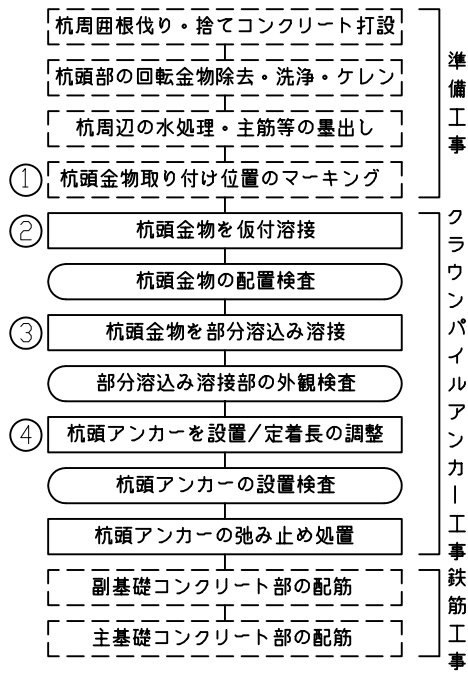 杭周囲根伐り・捨てコンクリート打設
杭頭部の回転金物除去・洗浄・ケレン
杭周辺の水処理・主筋等の墨出し
① 杭頭金物取り付け位置のマーキング
準備工事
② 杭頭金物を仮付溶接
杭頭金物の配置検査
③ 杭頭金物を部分溶込み溶接
部分溶込み溶接部の外観検査
④ 杭頭アンカーを設置/定着長の調整
杭頭アンカーの設置検査
杭頭アンカーの弛み止め処置
クラウンパイルアンカー工事
副基礎コンクリート部の配筋
主基礎コンクリート部の配筋
鉄筋工事